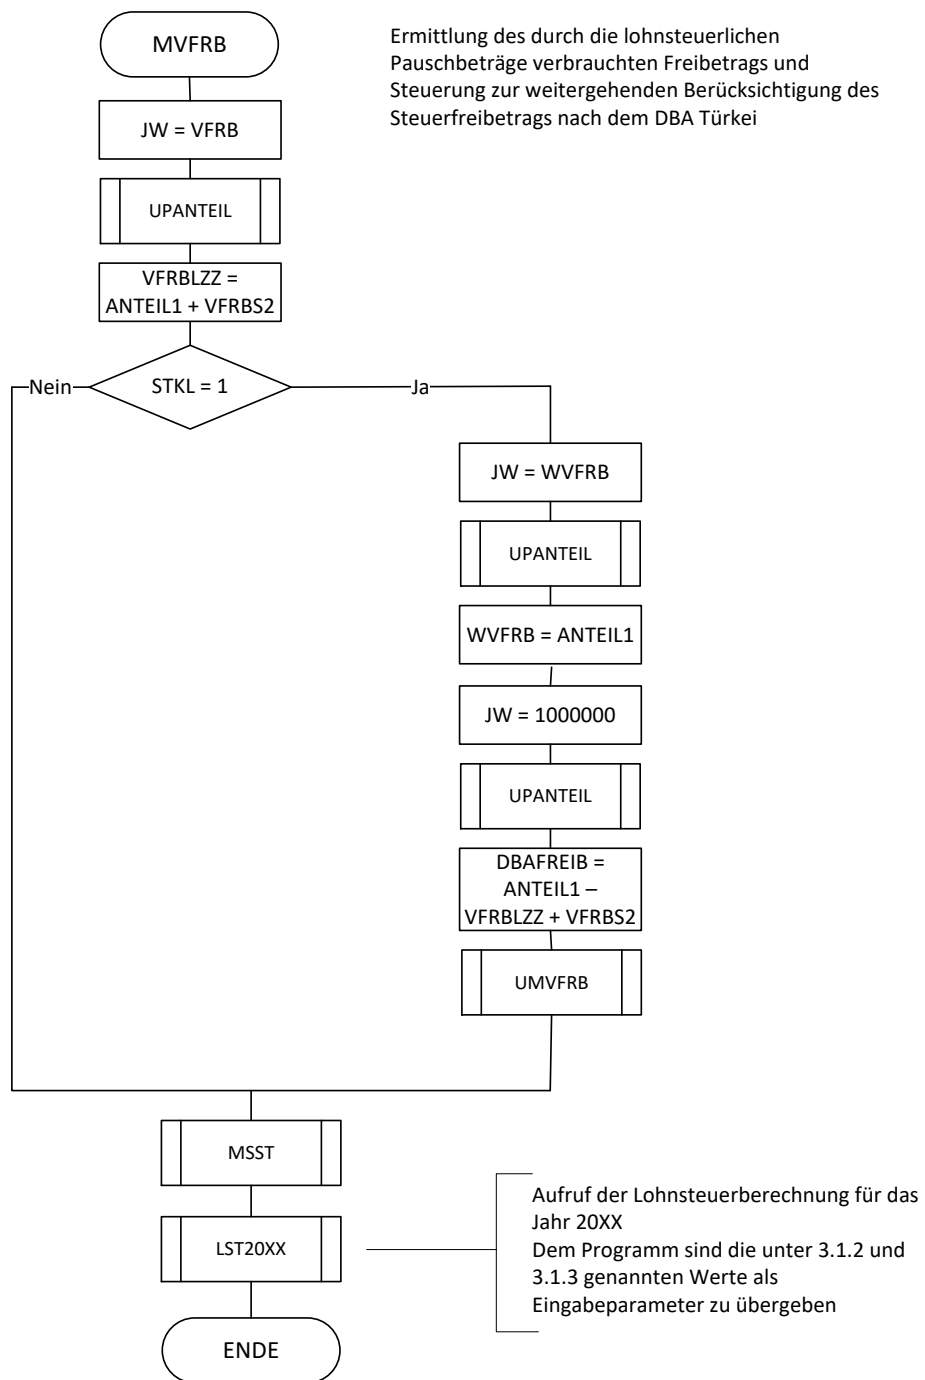 MVFRB
Ermittlung des durch die lohnsteuerlichen
Pauschbeträge verbrauchten Freibetrags und
Steuerung zur weitergehenden Berücksichtigung des
Steuerfreibetrags nach dem DBA Türkei
JW = VFRB
UPANTEIL
VFRBLZZ =
ANTEIL1 + VFRBS2
Nein
STKL = 1
Ja
JW = WVFRB
UPANTEIL
WVFRB = ANTEIL1
JW = 1000000
UPANTEIL
DBAFREIB =
ANTEIL1 –
VFRBLZZ + VFRBS2
UMVFRB
MSST
LST20XX
Aufruf der Lohnsteuerberechnung für das
Jahr 20XX
Dem Programm sind die unter 3.1.2 und
3.1.3 genannten Werte als
Eingabeparameter zu übergeben
ENDE